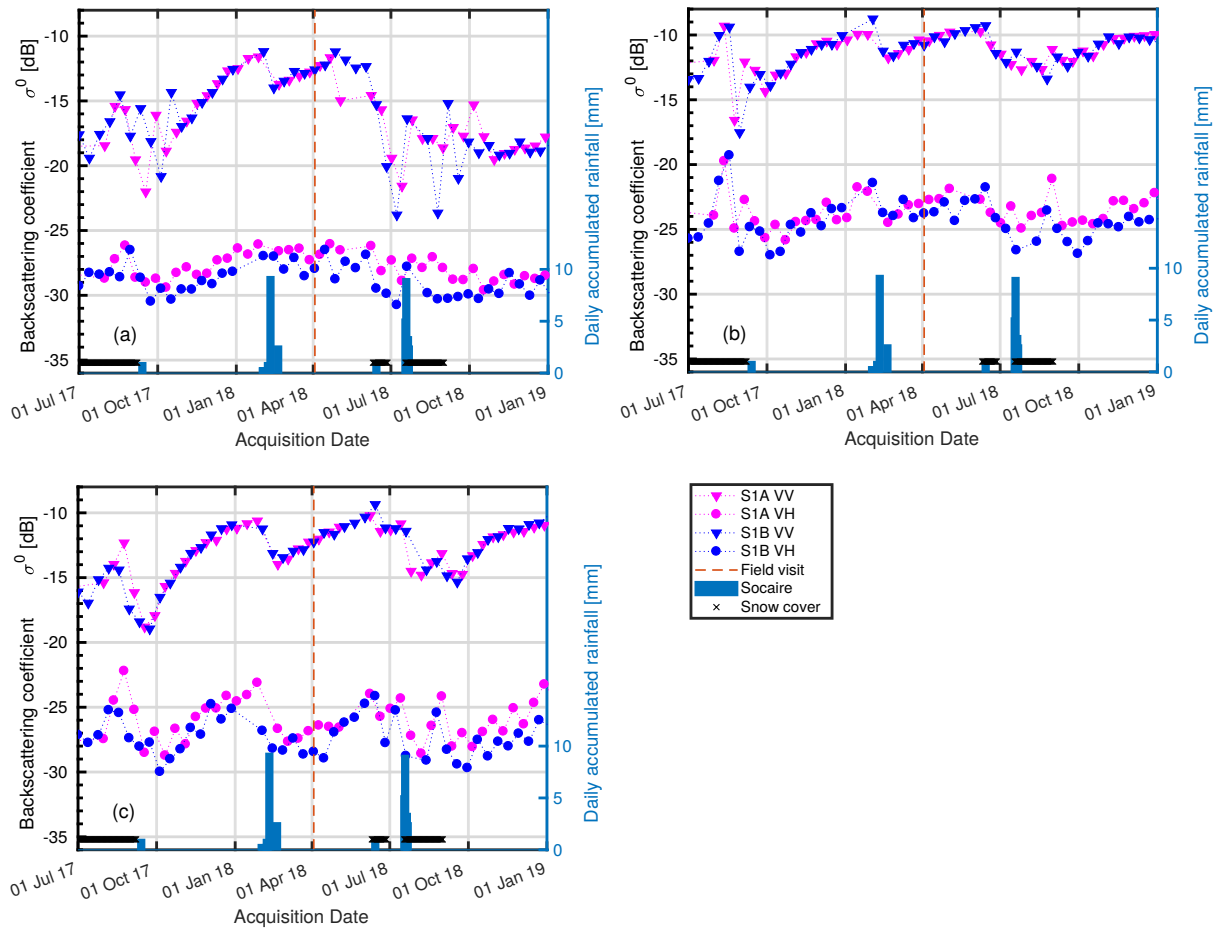 -10
-15
-20
-25
-30
-35
Backscattering coefficient σ⁰ [dB]
(a)
10
5
0
Daily accumulated rainfall [mm]
01 Jul 17
01 Oct 17
01 Jan 18
01 Apr 18
01 Jul 18
01 Oct 18
01 Jan 19
Acquisition Date
-10
-15
-20
-25
-30
-35
Backscattering coefficient σ⁰ [dB]
(b)
10
5
0
Daily accumulated rainfall [mm]
01 Jul 17
01 Oct 17
01 Jan 18
01 Apr 18
01 Jul 18
01 Oct 18
01 Jan 19
Acquisition Date
-10
-15
-20
-25
-30
-35
Backscattering coefficient σ⁰ [dB]
(c)
10
5
0
Daily accumulated rainfall [mm]
01 Jul 17
01 Oct 17
01 Jan 18
01 Apr 18
01 Jul 18
01 Oct 18
01 Jan 19
Acquisition Date
S1A VV
S1A VH
S1B VV
S1B VH
Field visit
Socaire
Snow cover